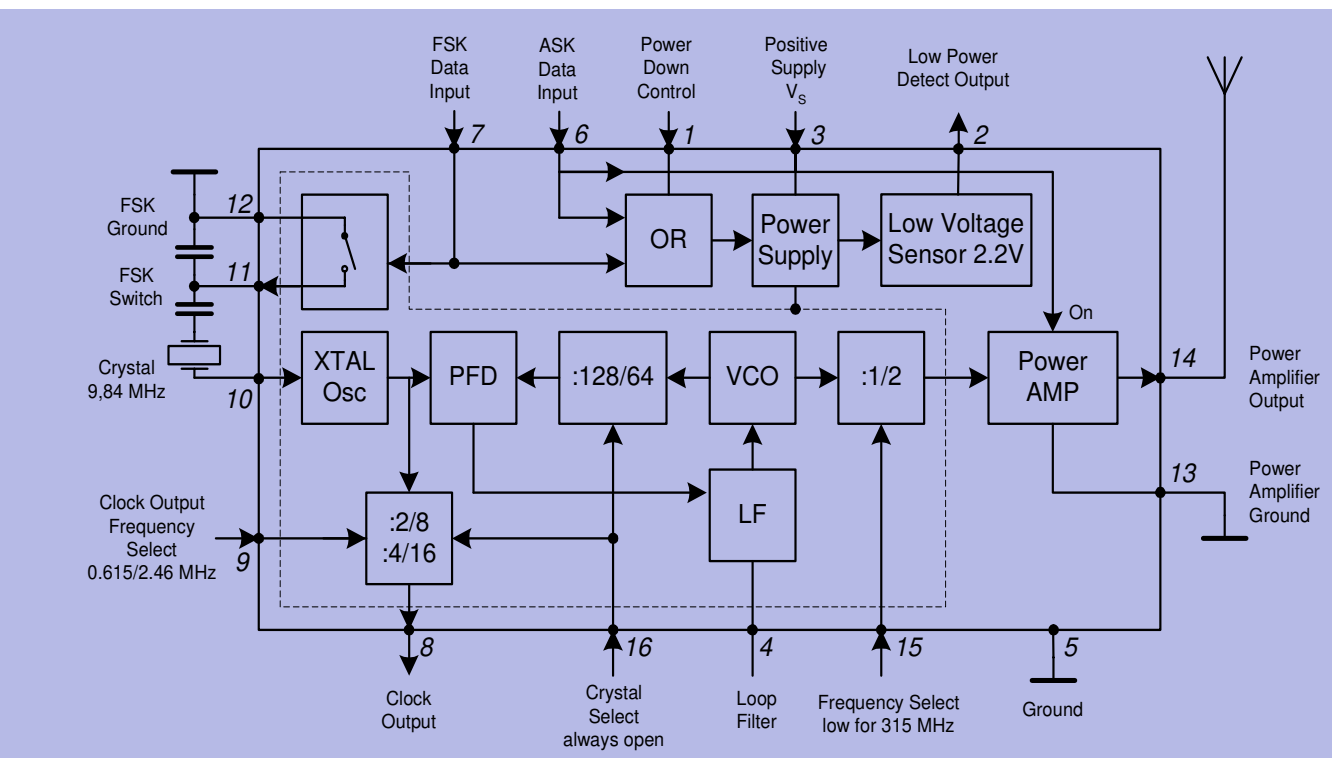 FSK
Data
Input
ASK
Data
Input
Power
Down
Control
Positive
Supply
VS
Low Power
Detect Output
7
6
1
3
2
FSK
Ground
12
OR
Power
Supply
Low Voltage
Sensor 2.2V
FSK
Switch
11
On
Crystal
9,84 MHz
10
XTAL
Osc
PFD
:128/64
VCO
:1/2
Power
AMP
14
Power
Amplifier
Output
Clock Output
Frequency
Select
0.615/2.46 MHz
9
:2/8
:4/16
LF
13
Power
Amplifier
Ground
8
16
4
15
5
Clock
Output
Crystal
Select
always open
Loop
Filter
Frequency Select
low for 315 MHz
Ground